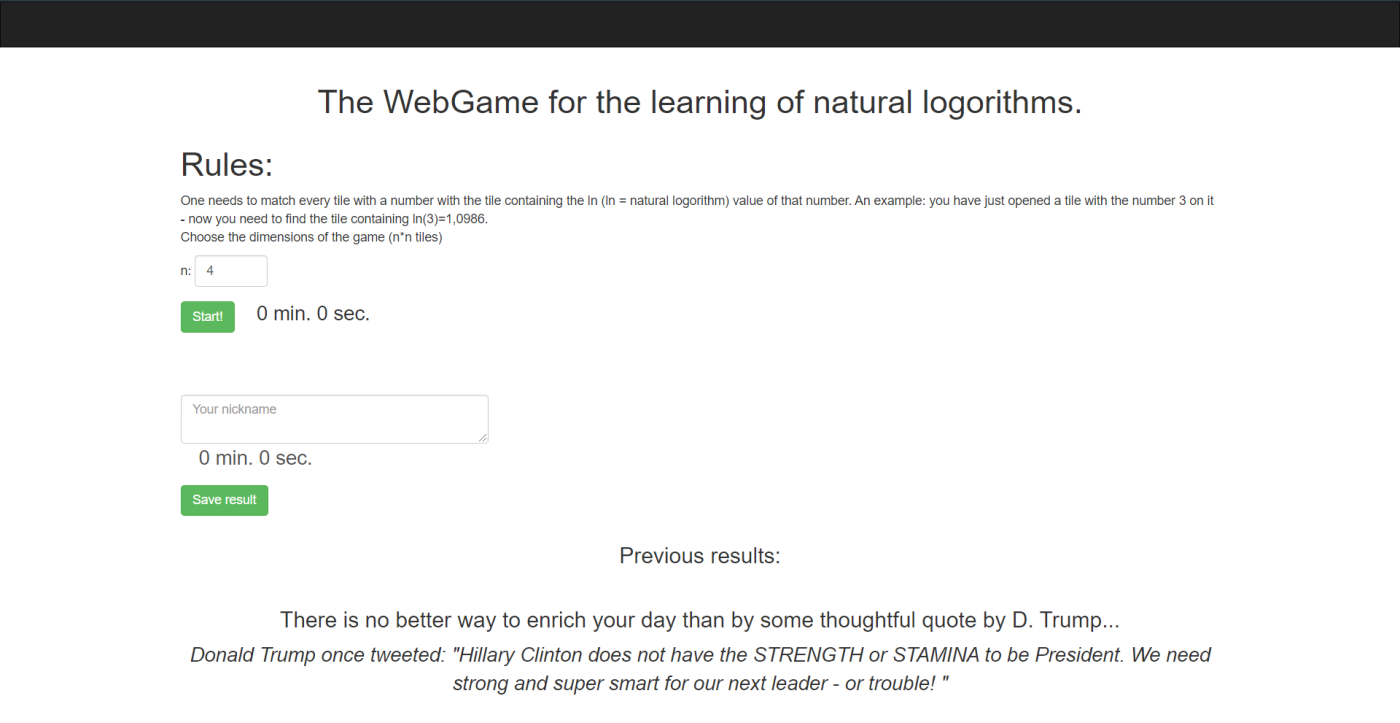 The WebGame for the learning of natural logorithms.
Rules:
One needs to match every tile with a number with the tile containing the ln (ln = natural logorithm) value of that number. An example: you have just opened a tile with the number 3 on it
- now you need to find the tile containing ln(3)=1,0986.
Choose the dimensions of the game (n*n tiles)
n: 4
Start! 0 min. 0 sec.
Your nickname
0 min. 0 sec.
Save result
Previous results:
There is no better way to enrich your day than by some thoughtful quote by D. Trump...
Donald Trump once tweeted: "Hillary Clinton does not have the STRENGTH or STAMINA to be President. We need
strong and super smart for our next leader - or trouble! "